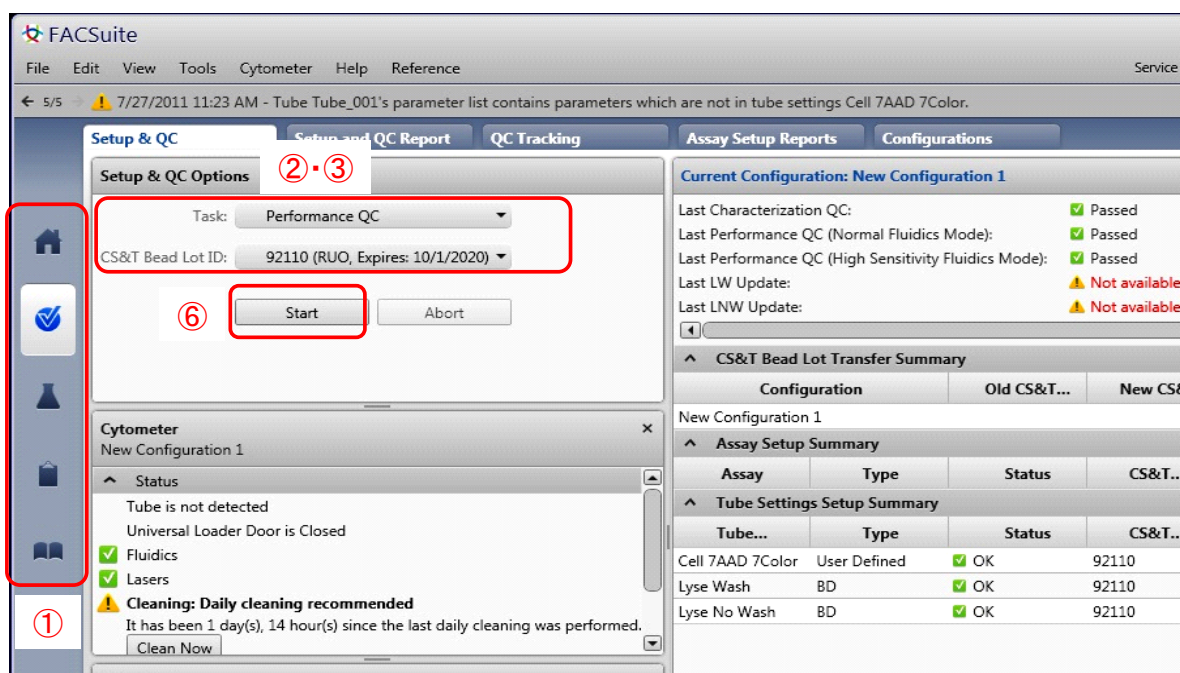 FACSuite
File Edit View Tools Cytometer Help Reference Service
5/5 7/27/2011 11:23 AM - Tube Tube_001's parameter list contains parameters which are not in tube settings Cell 7AAD 7Color.
Setup & QC Setup and QC Report QC Tracking Assay Setup Reports Configurations
Setup & QC Options
②・③
Task: Performance QC
CS&T Bead Lot ID: 92110 (RUO, Expires: 10/1/2020)
⑥
Start Abort
Cytometer
New Configuration 1
Status
Tube is not detected
Universal Loader Door is Closed
Fluidics
Lasers
Cleaning: Daily cleaning recommended
It has been 1 day(s), 14 hour(s) since the last daily cleaning was performed.
Clean Now
①
Current Configuration: New Configuration 1
Last Characterization QC: Passed
Last Performance QC (Normal Fluidics Mode): Passed
Last Performance QC (High Sensitivity Fluidics Mode): Passed
Last LW Update: Not available
Last LNW Update: Not available
CS&T Bead Lot Transfer Summary
Configuration Old CS&T... New CS&
New Configuration 1
Assay Setup Summary
Assay Type Status CS&T..
Tube Settings Setup Summary
Tube... Type Status CS&T..
Cell 7AAD 7Color User Defined OK 92110
Lyse Wash BD OK 92110
Lyse No Wash BD OK 92110